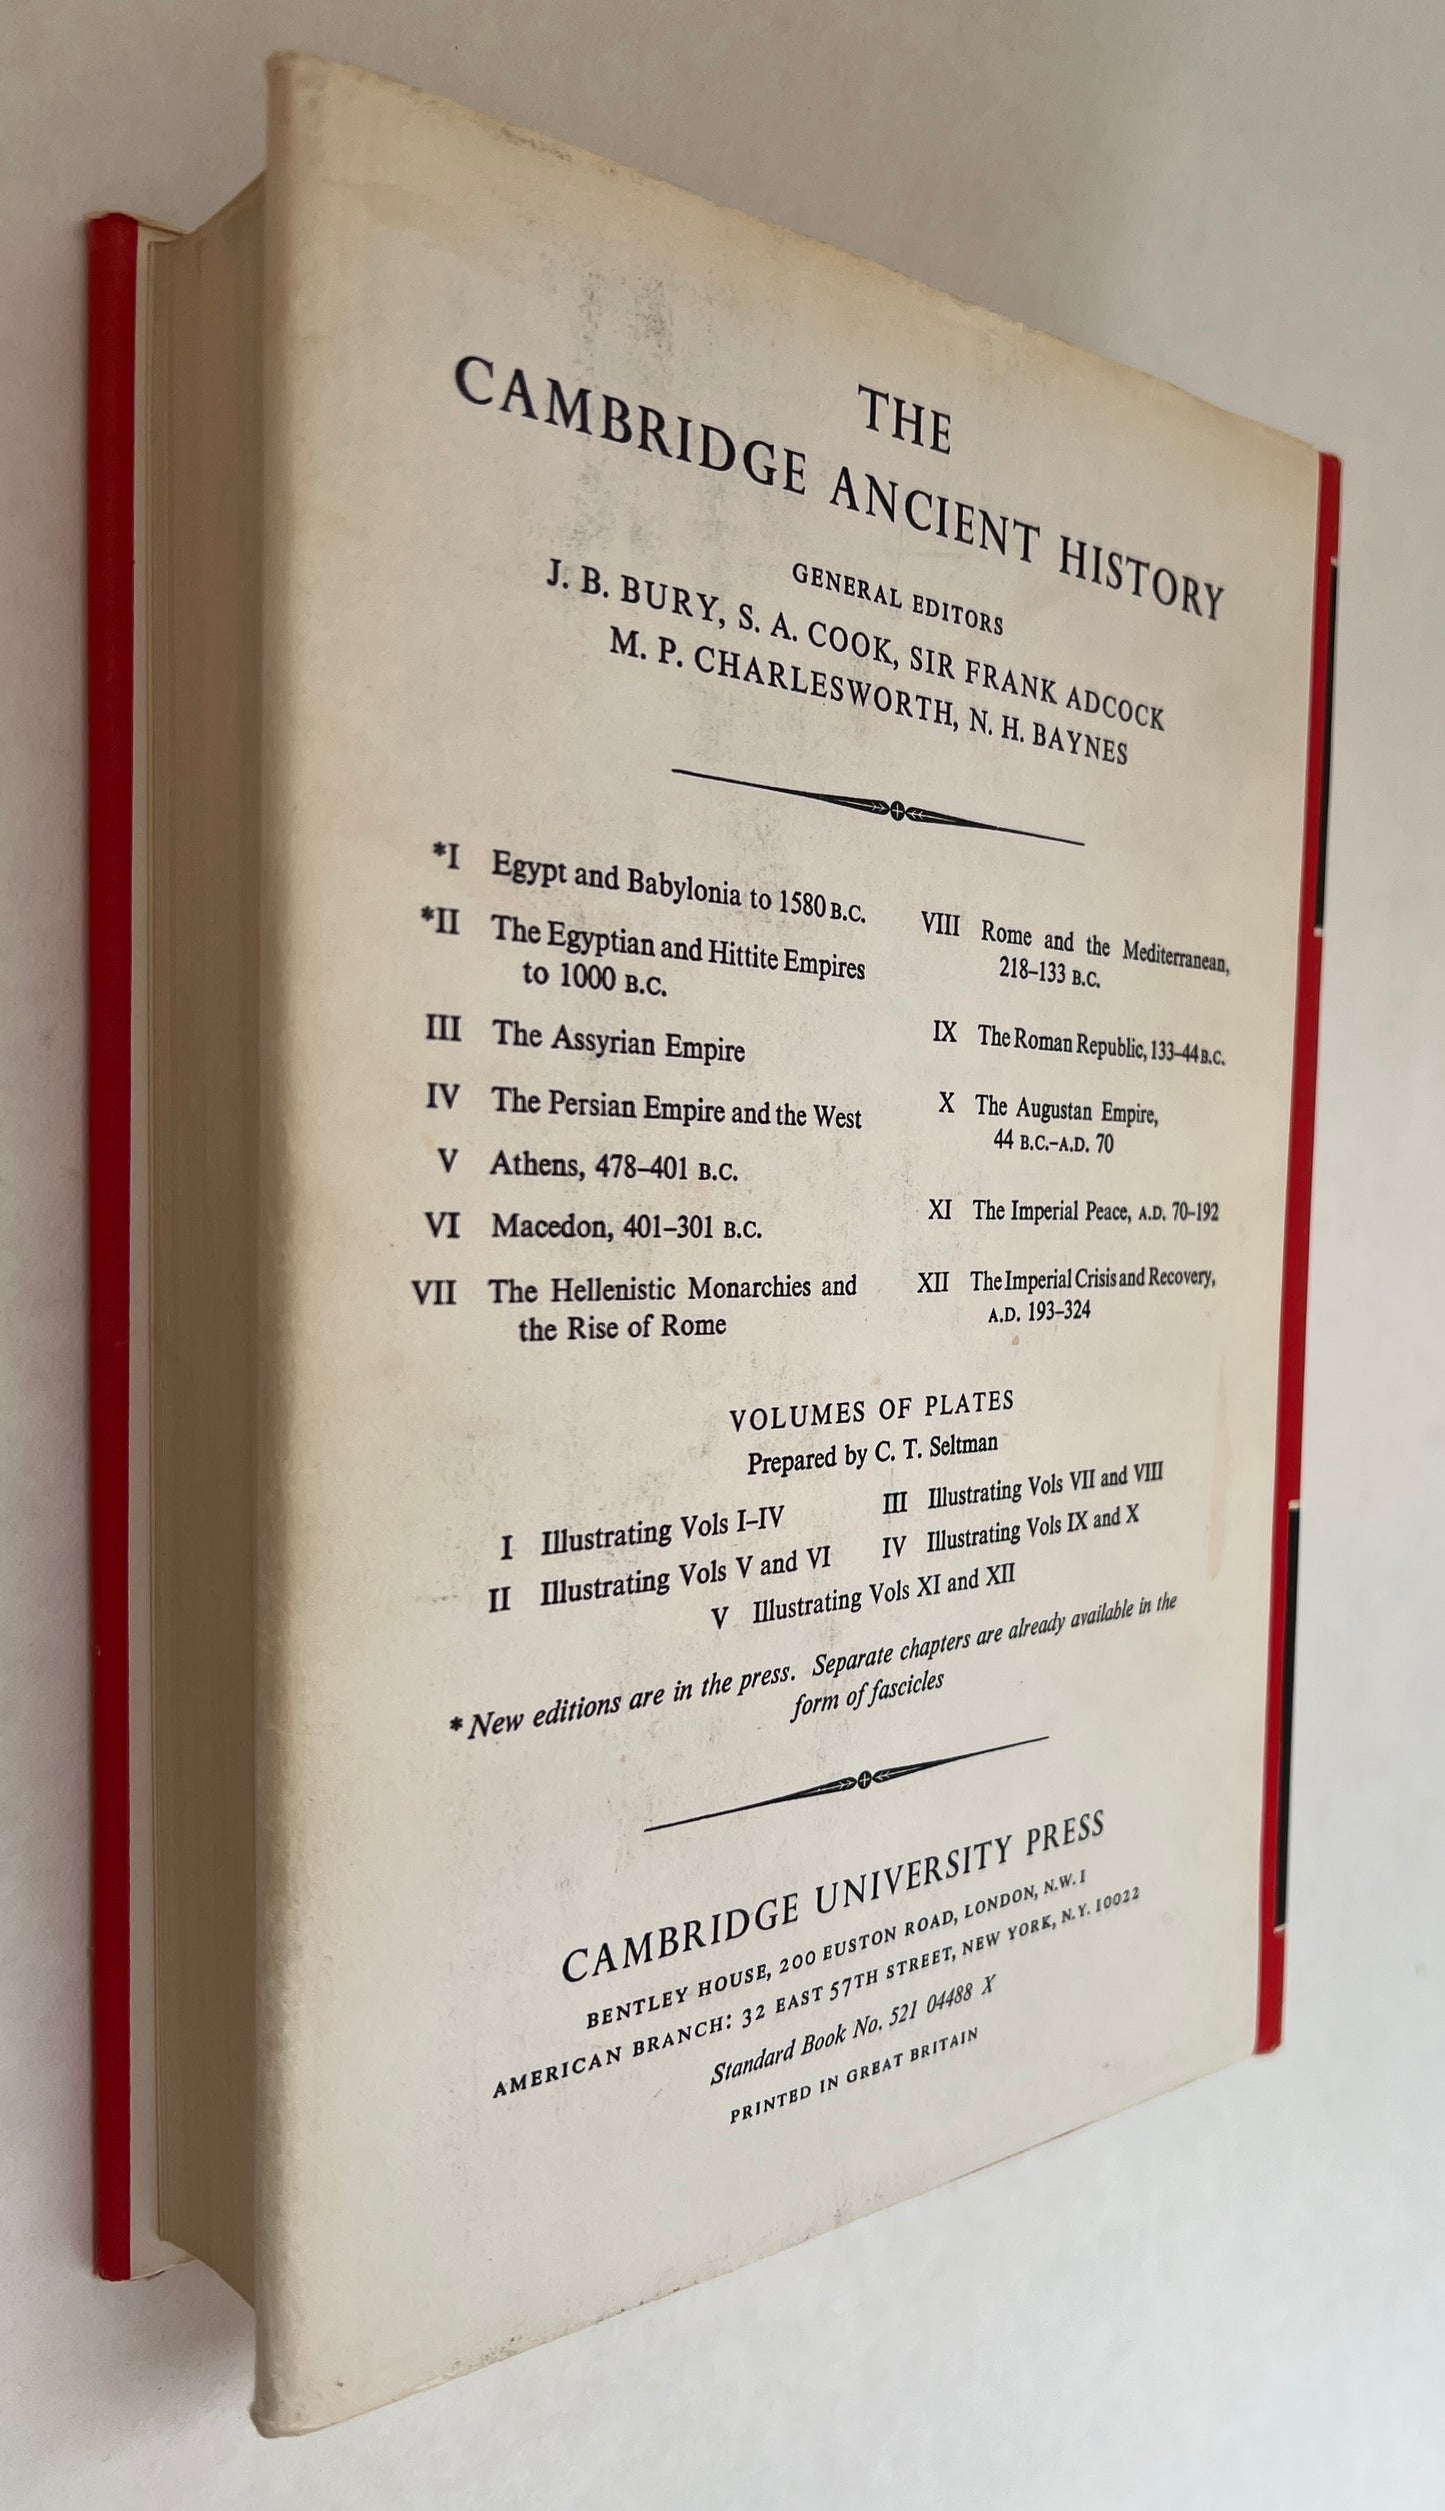 THE
CAMBRIDGE ANCIENT HISTORY
GENERAL EDITORS
J. B. BURY, S. A. COOK, SIR FRANK ADCOCK
M. P. CHARLESWORTH, N. H. BAYNES
*I Egypt and Babylonia to 1580 B.C.
*II The Egyptian and Hittite Empires
to 1000 B.C.
III The Assyrian Empire
IV The Persian Empire and the West
V Athens, 478–401 B.C.
VI Macedon, 401–301 B.C.
VII The Hellenistic Monarchies and
the Rise of Rome
VIII Rome and the Mediterranean,
218–133 B.C.
IX The Roman Republic, 133–44 B.C.
X The Augustan Empire,
44 B.C.–A.D. 70
XI The Imperial Peace, A.D. 70–192
XII The Imperial Crisis and Recovery,
A.D. 193–324
VOLUMES OF PLATES
Prepared by C. T. Seltman
I Illustrating Vols I–IV
II Illustrating Vols V and VI
III Illustrating Vols VII and VIII
IV Illustrating Vols IX and X
V Illustrating Vols XI and XII
* New editions are in the press. Separate chapters are already available in the
form of fascicles
CAMBRIDGE UNIVERSITY PRESS
BENTLEY HOUSE, 200 EUSTON ROAD, LONDON, N.W. 1
AMERICAN BRANCH: 32 EAST 57TH STREET, NEW YORK, N.Y. 10022
Standard Book No. 521 04488 X
PRINTED IN GREAT BRITAIN